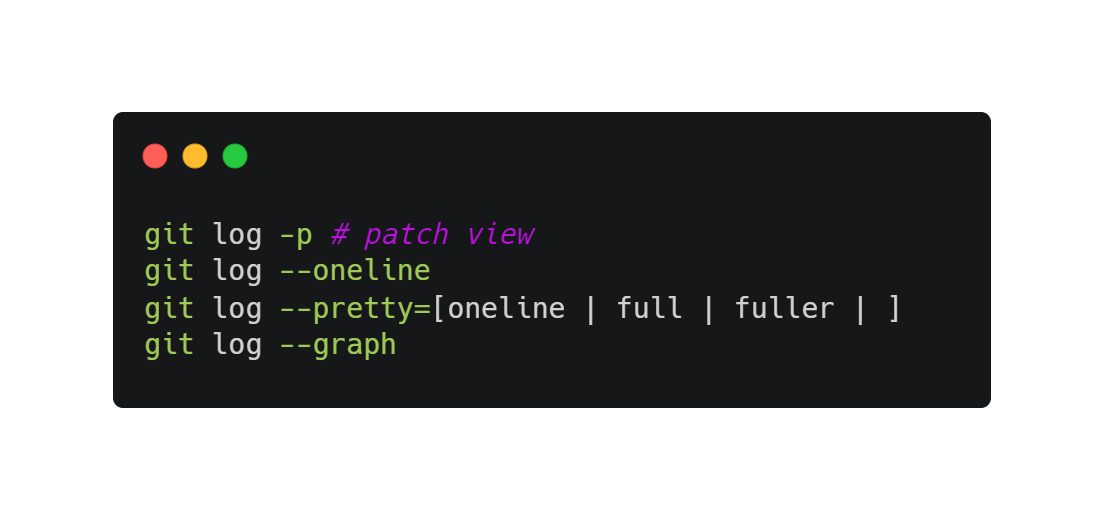 git log -p # patch view
git log --oneline
git log --pretty=[oneline | full | fuller | ]
git log --graph